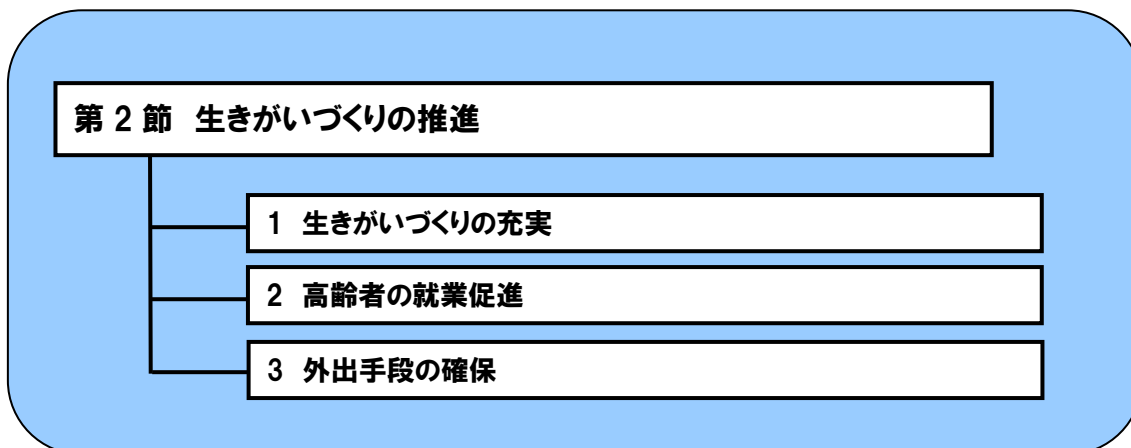 第2節 生きがいづくりの推進
1 生きがいづくりの充実
2 高齢者の就業促進
3 外出手段の確保